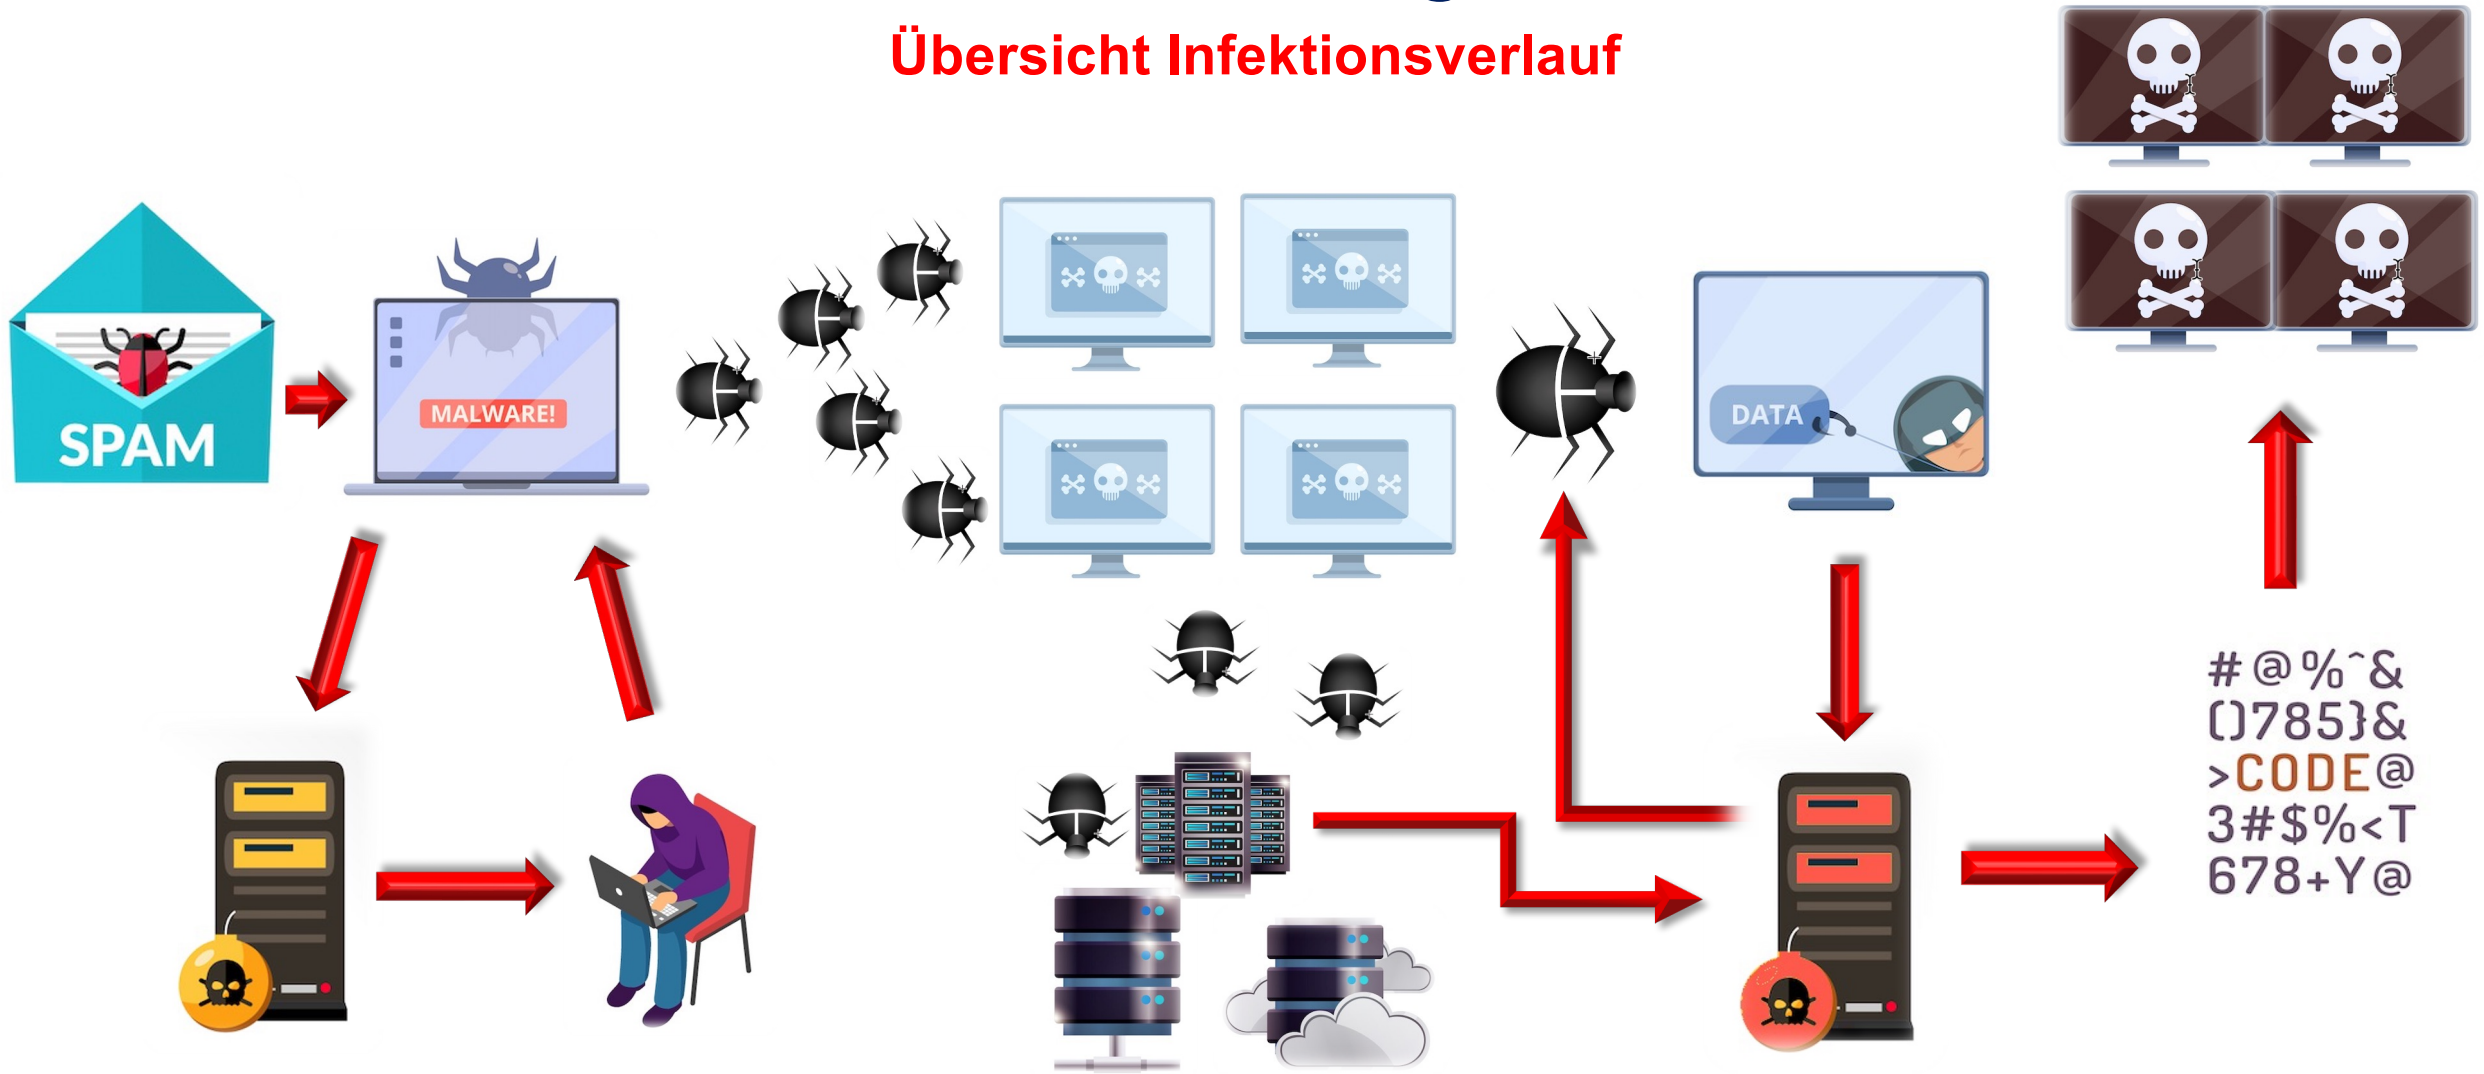 Übersicht Infektionsverlauf
SPAM
MALWARE!
DATA
#@%^&
()785}&
>CODE@
3#$%<T
678+Y@